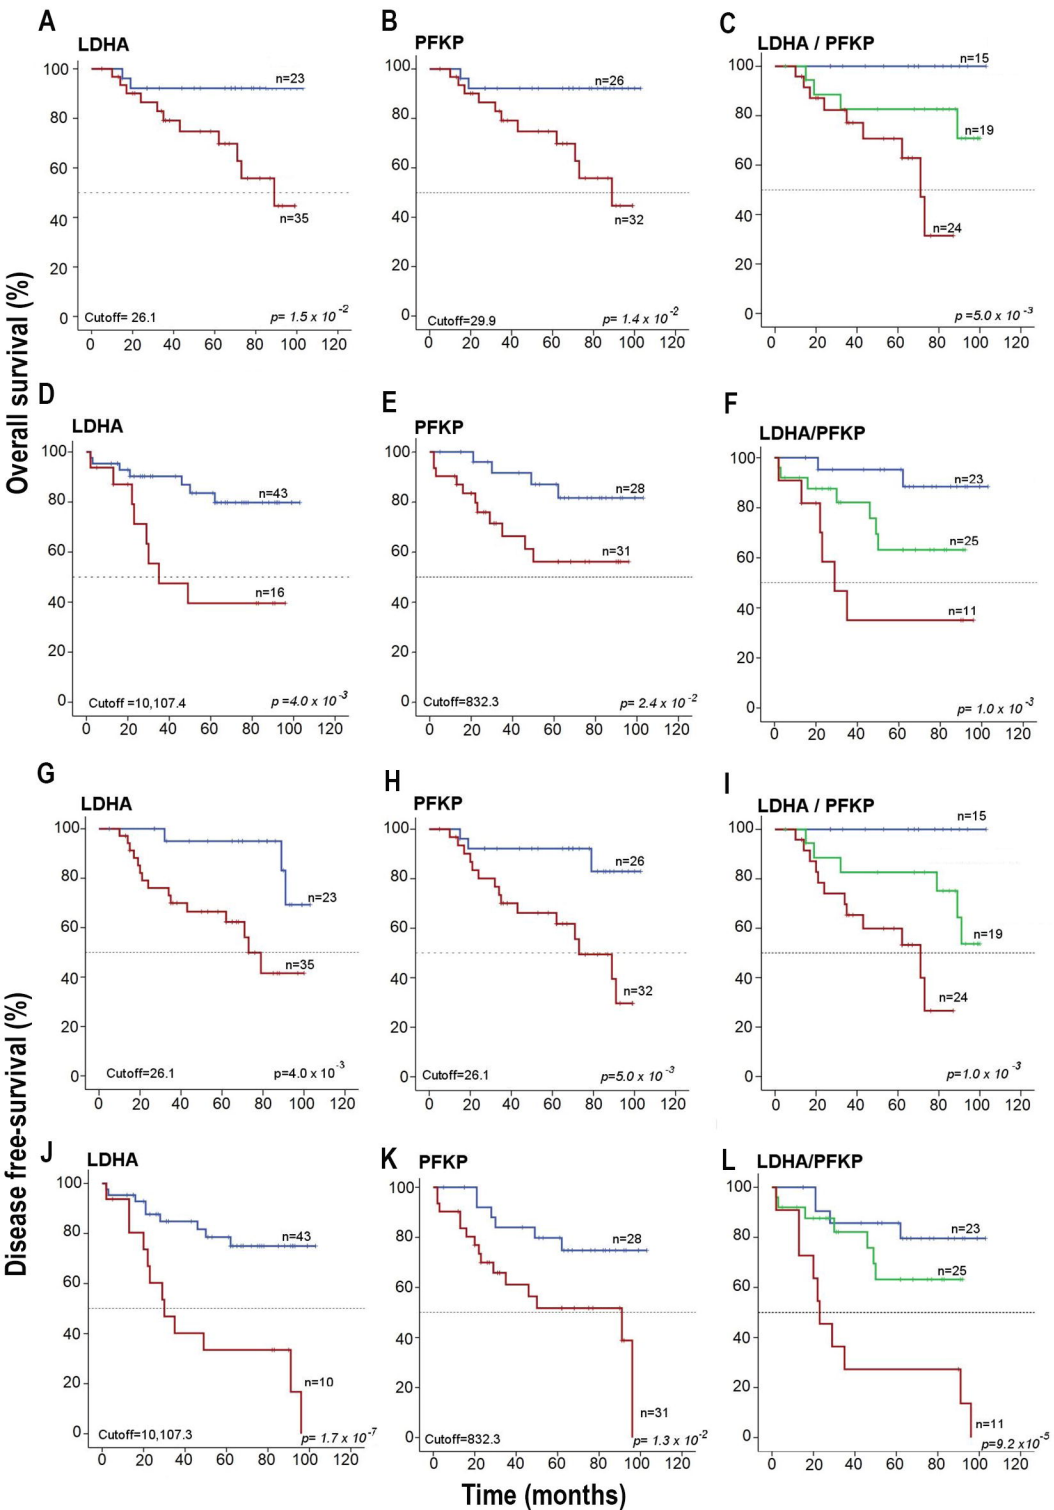 A
LDHA
100
80
60
40
20
0
n=23
n=35
Cutoff= 26.1
p= 1.5 x 10 -2
0 20 40 60 80 100 120
B
PFKP
100
80
60
40
20
0
n=26
n=32
Cutoff=29.9
p= 1.4 x 10 -2
0 20 40 60 80 100 120
C
LDHA / PFKP
100
80
60
40
20
0
n=15
n=19
n=24
p =5.0 x 10 -3
0 20 40 60 80 100 120
Overall survival (%)
D
LDHA
100
80
60
40
20
0
n=43
n=16
Cutoff =10,107.4
p =4.0 x 10 -3
0 20 40 60 80 100 120
E
PFKP
100
80
60
40
20
0
n=28
n=31
Cutoff=832.3
p= 2.4 x 10 -2
0 20 40 60 80 100 120
F
LDHA/PFKP
100
80
60
40
20
0
n=23
n=25
n=11
p= 1.0 x 10 -3
0 20 40 60 80 100 120
G
LDHA
100
80
60
40
20
0
n=23
n=35
Cutoff=26.1
p=4.0 x 10 -3
0 20 40 60 80 100 120
H
PFKP
100
80
60
40
20
0
n=26
n=32
Cutoff=26.1
p=5.0 x 10 -3
0 20 40 60 80 100 120
I
LDHA / PFKP
100
80
60
40
20
0
n=15
n=19
n=24
p=1.0 x 10 -3
0 20 40 60 80 100 120
Disease free-survival (%)
J
LDHA
100
80
60
40
20
0
n=43
n=10
Cutoff=10,107.3
p= 1.7 x 10 -7
0 20 40 60 80 100 120
K
PFKP
100
80
60
40
20
0
n=28
n=31
Cutoff=832.3
p= 1.3 x 10 -2
0 20 40 60 80 100 120
L
LDHA/PFKP
100
80
60
40
20
0
n=23
n=25
n=11
p=9.2 x10 -5
0 20 40 60 80 100 120
Time (months)